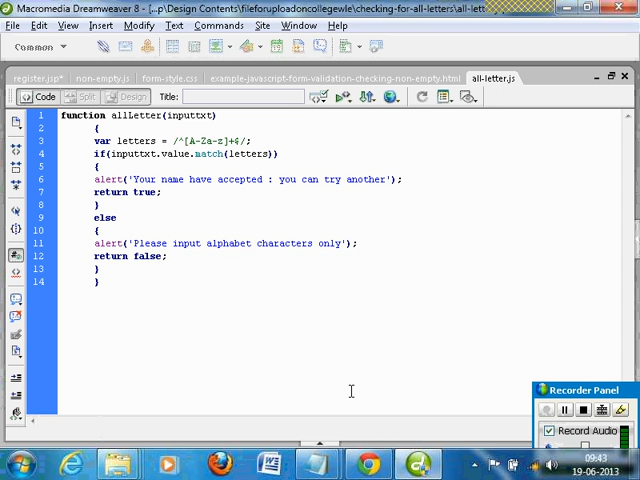 Macromedia Dreamweaver 8 - [...p\Design Contents\fileforuploadoncollegewle\checking-for-all-letters\all-lett
File Edit View Insert Modify Text Commands Site Window Help
Common
register.jsp* non-empty.js form-style.css example-javascript-form-validation-checking-non-empty.html all-letter.js
Code Split Design Title:
1 function allLetter(inputtxt)
2 {
3 var letters = /^[A-Za-z]+$/;
4 if(inputtxt.value.match(letters))
5 {
6 alert('Your name have accepted : you can try another');
7 return true;
8 }
9 else
10 {
11 alert('Please input alphabet characters only');
12 return false;
13 }
14 }
Recorder Panel
Record Audio
09:43
19-06-2013